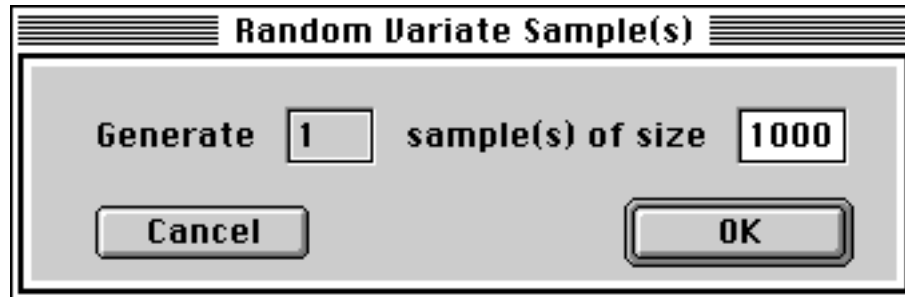 Random Variate Sample(s)
Generate 1 sample(s) of size 1000
Cancel OK